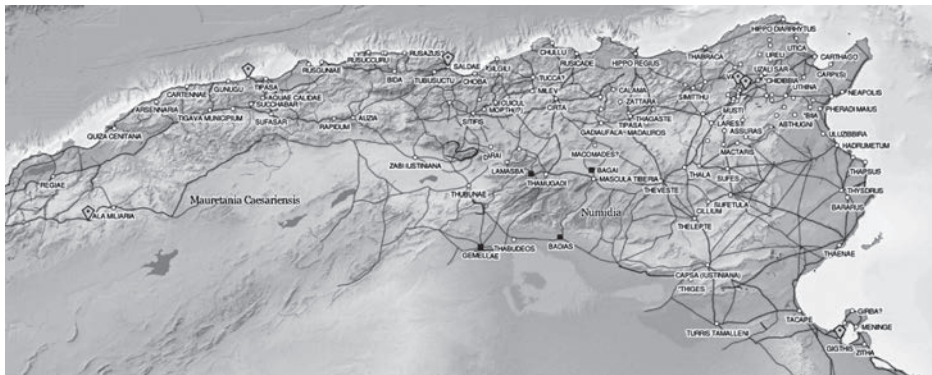 HIPPO DIARRHYTUS
UTICA
CARTHAGO
CARPI(S)
UREU
UZALI SAR
CHIDIBBIA
UTHINA
NEAPOLIS
PHERADI MAIUS
ABTHUGNI
ULUZIBBIRA
HADRUMETUM
THAPSUS
THYSDRUS
BARARUS
THAENAE
THABRACA
HIPPO REGIUS
RUSICADE
CHULLU
RUSAZUS?
SALDAE
IGILGILI
TUCCA?
CHOBA
TUBUSUCTU
BIDA
RUSUCCURU
RUSGUNIAE
TIPASA
AQUAE CALIDAE
SUCCHABAR
GUNUGU
CARTENNAE
ARSENNARIA
TIGAVA MUNICIPIUM
SUFASAR
RAPIDUM
AUZIA
QUIZA CENITANA
REGIAE
ALA MILIARIA
Mauretania Caesariensis
ZABI IUSTINIANA
SITIFIS
CUICUL
MOPTH(?)
MILEV
CIRTA
CALAMA
ZATTARA
THAGASTE
TIPASA
GADIAUFALA
MADAUROS
SIMITTHU
MUSTI
LARES
ASSURAS
MACTARIS
ZARAI
LAMASBA
THAMUGADI
MACOMADES?
BAGAI
MASCULA TIBERIA
THEVESTE
THALA
SUFES
SUFETULA
CILLIUM
THELEPTE
THUBUNAE
Numidia
THABUDEOS
GEMELLAE
BADIAS
CAPSA (IUSTINIANA)
THIGES
TURRIS TAMALLENI
TACAPE
GIRBA?
MENINGE
GIGTHIS
ZITHA